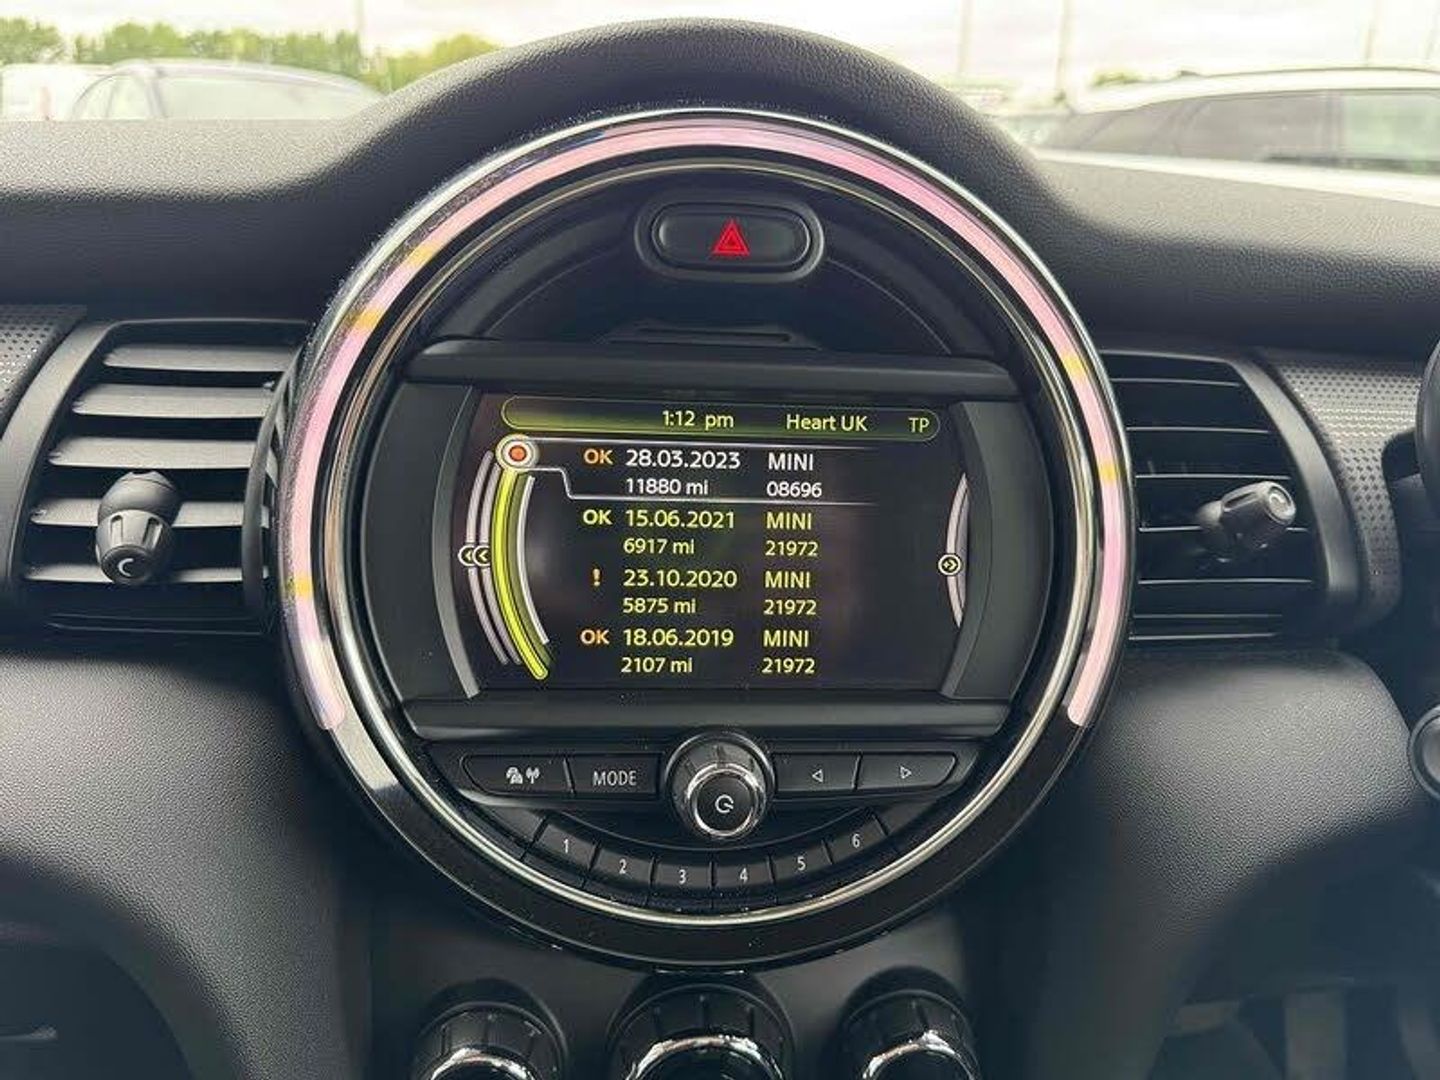 1:12 pm Heart UK TP
OK 28.03.2023 MINI
11880 mi 08696
OK 15.06.2021 MINI
6917 mi 21972
! 23.10.2020 MINI
5875 mi 21972
OK 18.06.2019 MINI
2107 mi 21972
MODE
1 2 3 4 5 6